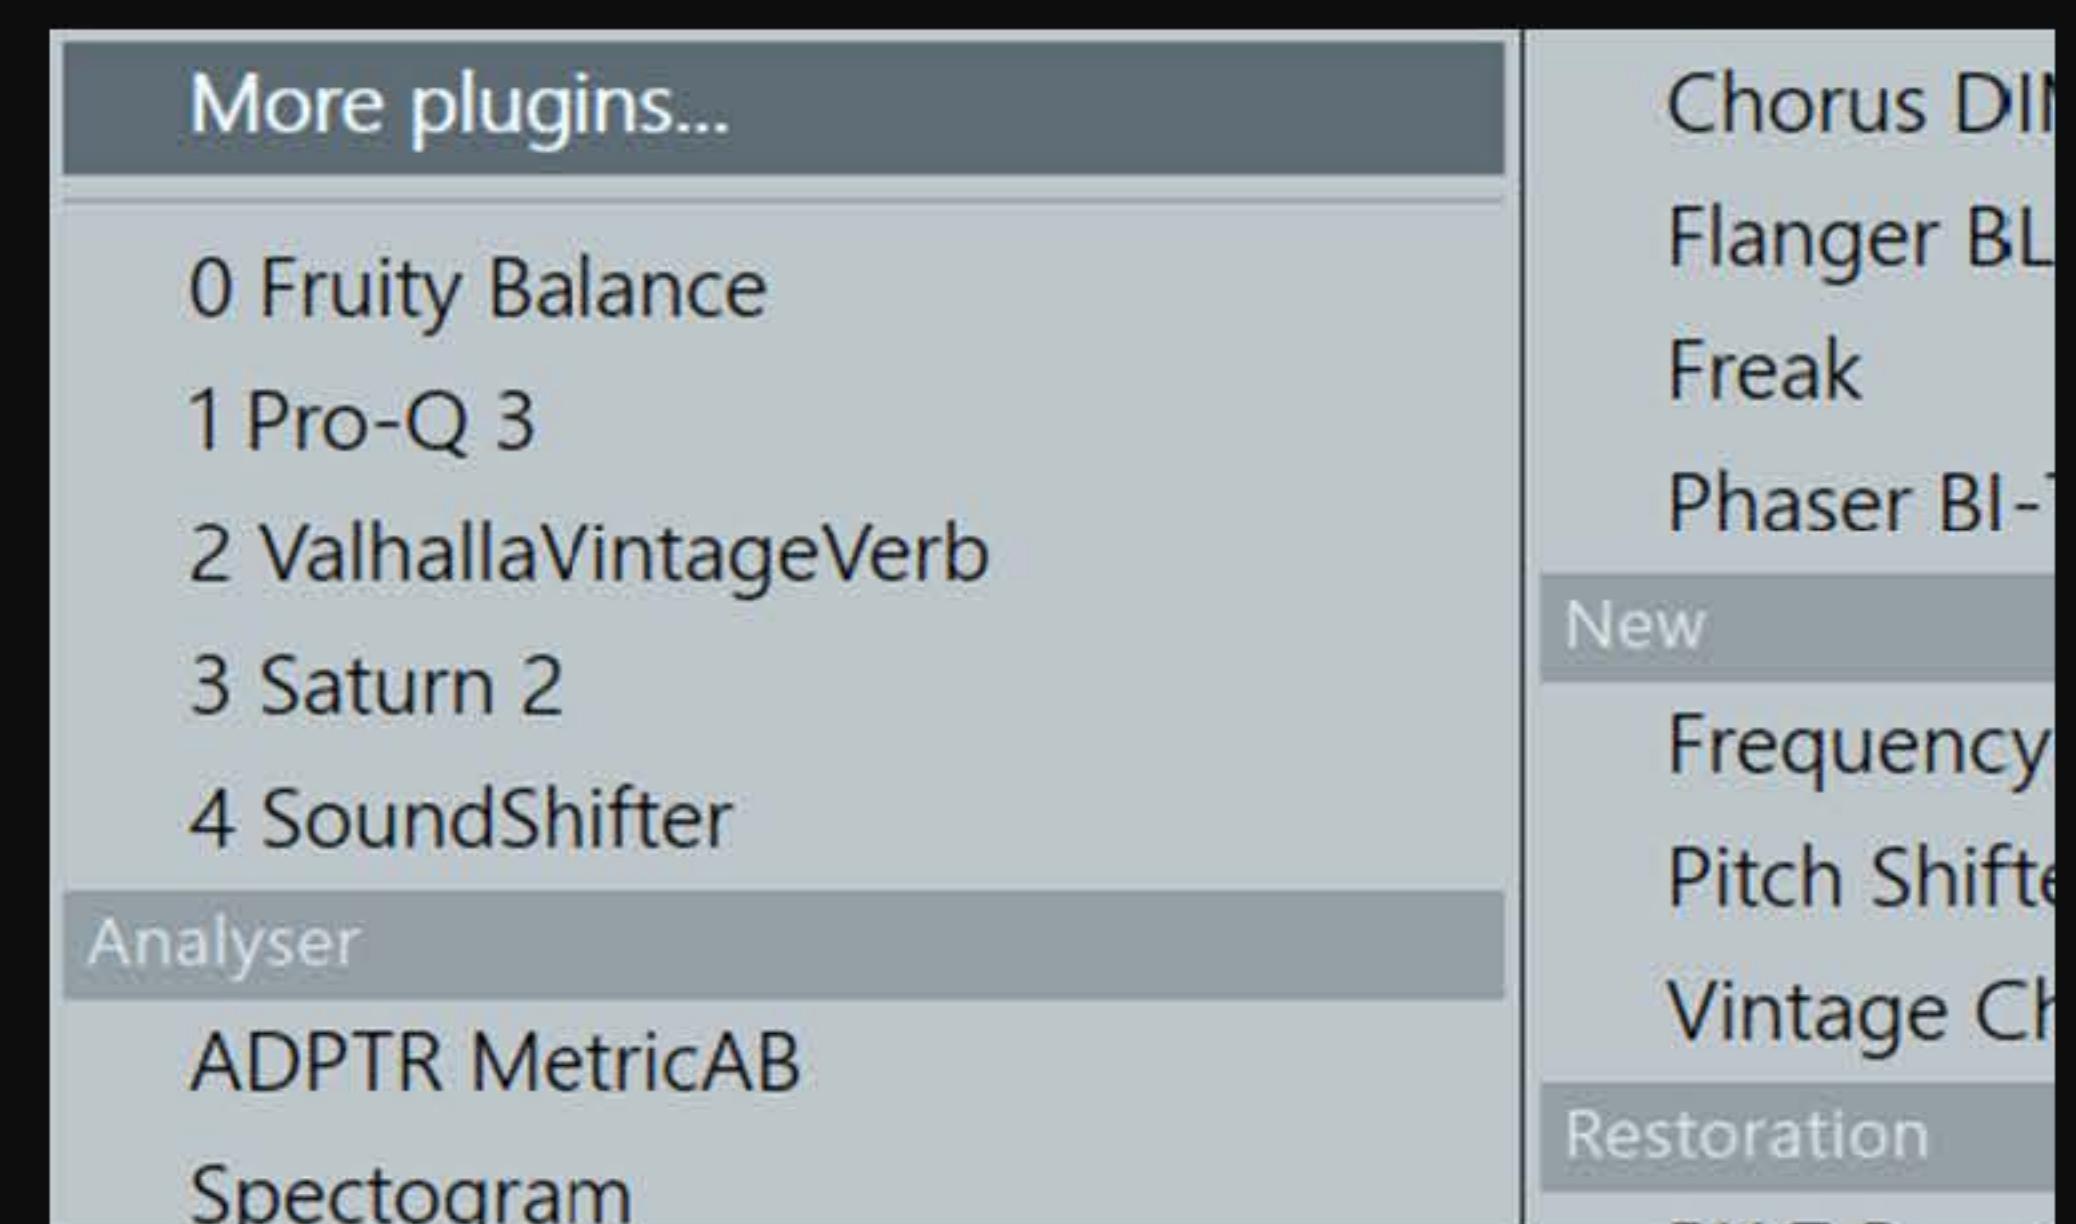 More plugins...
0 Fruity Balance
1 Pro-Q 3
2 ValhallaVintageVerb
3 Saturn 2
4 SoundShifter
Analyser
ADPTR MetricAB
Spectogram
Chorus
Flanger
Freak
Phaser
New
Frequency
Pitch
Vintage
Restoration